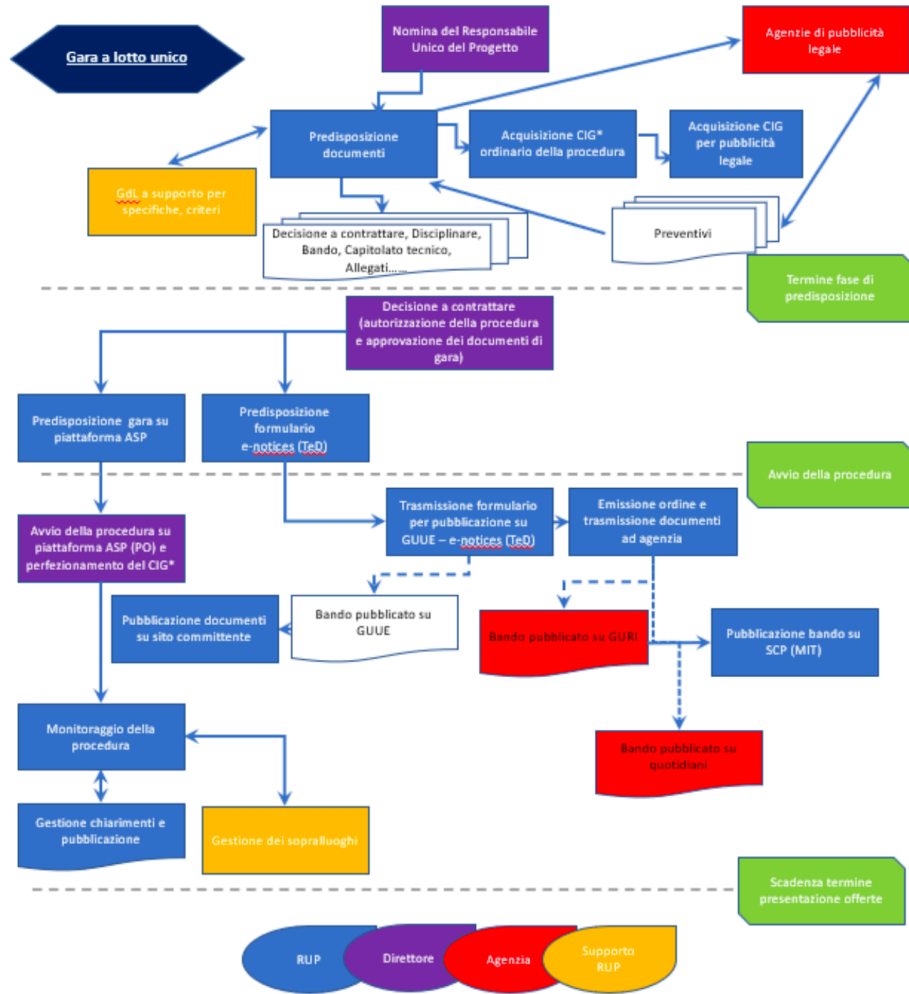 Gara a lotto unico
Nomina del Responsabile
Unico del Progetto
Agenzie di pubblicità
legale
Predisposizione
documenti
Acquisizione CIG*
ordinario della procedura
Acquisizione CIG
per pubblicità
legale
GdL a supporto per
specifiche, criteri
Decisione a contrattare, Disciplinare,
Bando, Capitolato tecnico,
Allegati……
Preventivi
Termine fase di
predisposizione
Decisione a contrattare
(autorizzazione della procedura
e approvazione dei documenti di
gara)
Predisposizione gara su
piattaforma ASP
Predisposizione
formulario
e-notices (TeD)
Avvio della procedura
Trasmissione formulario
per pubblicazione su
GUUE – e-notices (TeD)
Emissione ordine e
trasmissione documenti
ad agenzia
Avvio della procedura su
piattaforma ASP (PO) e
perfezionamento del CIG*
Pubblicazione documenti
su sito committente
Bando pubblicato su
GUUE
Bando pubblicato su GURI
Pubblicazione bando su
SCP (MIT)
Monitoraggio della
procedura
Bando pubblicato su
quotidiani
Gestione chiarimenti e
pubblicazione
Gestione dei sopralluoghi
Scadenza termine
presentazione offerte
RUP
Direttore
Agenzia
Supporto
RUP